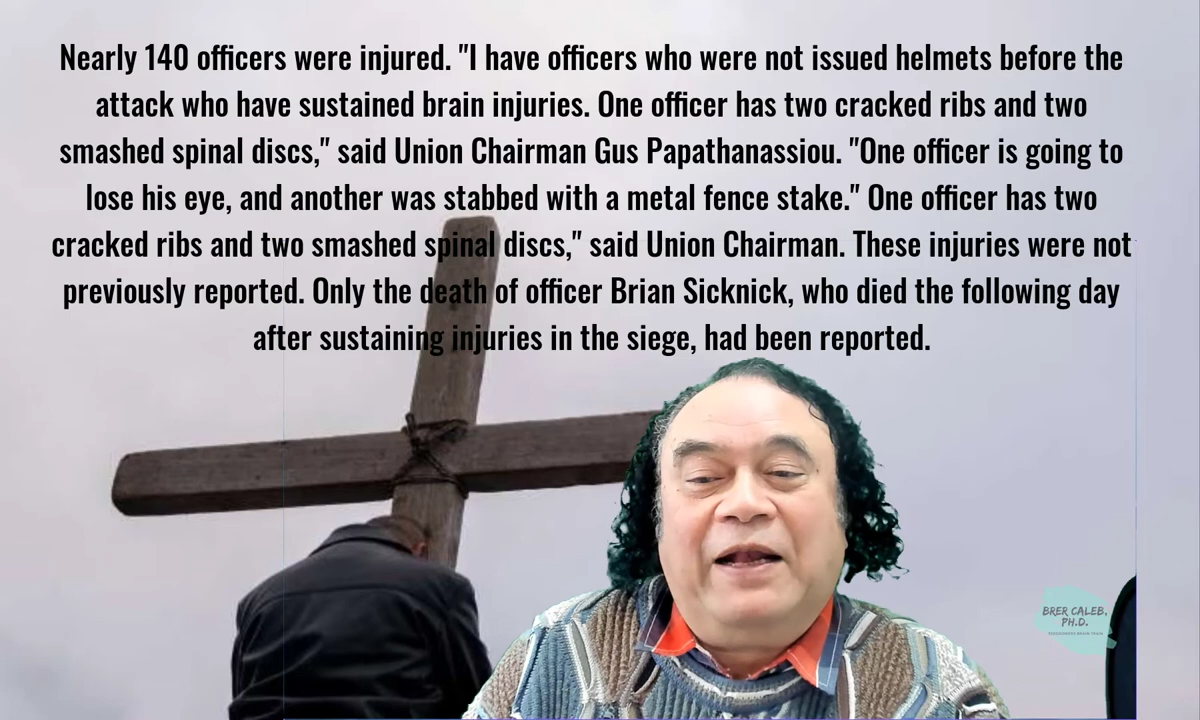 Nearly 140 officers were injured. "I have officers who were not issued helmets before the
attack who have sustained brain injuries. One officer has two cracked ribs and two
smashed spinal discs," said Union Chairman Gus Papathanassiou. "One officer is going to
lose his eye, and another was stabbed with a metal fence stake." One officer has two
cracked ribs and two smashed spinal discs," said Union Chairman. These injuries were not
previously reported. Only the death of officer Brian Sicknick, who died the following day
after sustaining injuries in the siege, had been reported.
BRER CALEB,
PH.D.